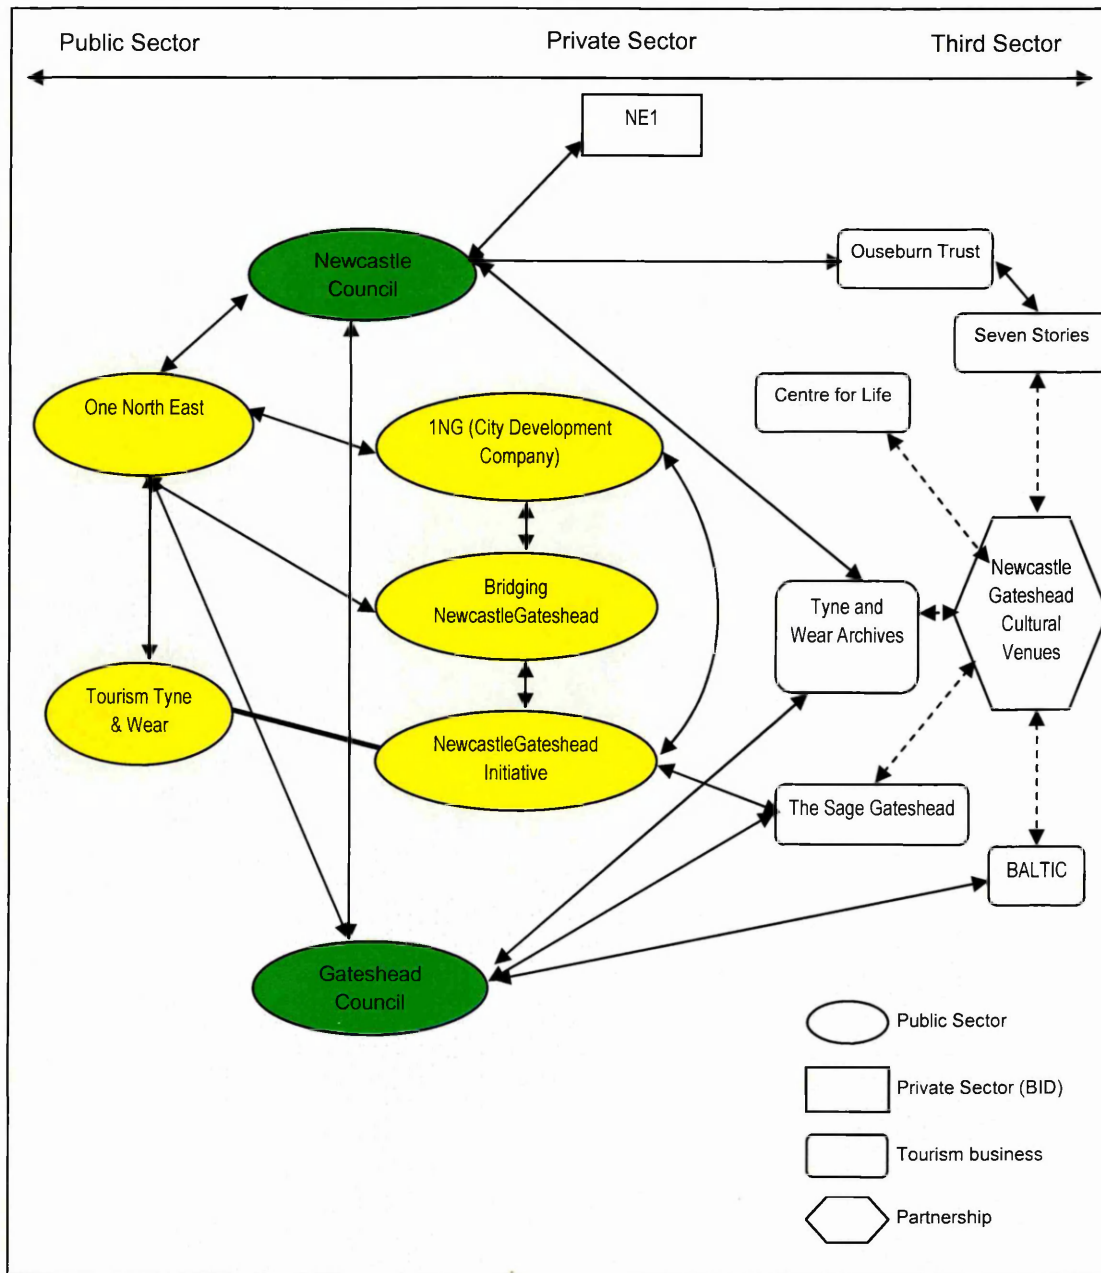 Public Sector
Private Sector
Third Sector
NE1
Newcastle
Council
Ouseburn Trust
Seven Stories
One North East
Centre for Life
1NG (City Development
Company)
Bridging
NewcastleGateshead
Tyne and
Wear Archives
Newcastle
Gateshead
Cultural
Venues
Tourism Tyne
& Wear
NewcastleGateshead
Initiative
The Sage Gateshead
BALTIC
Gateshead
Council
Public Sector
Private Sector (BID)
Tourism business
Partnership